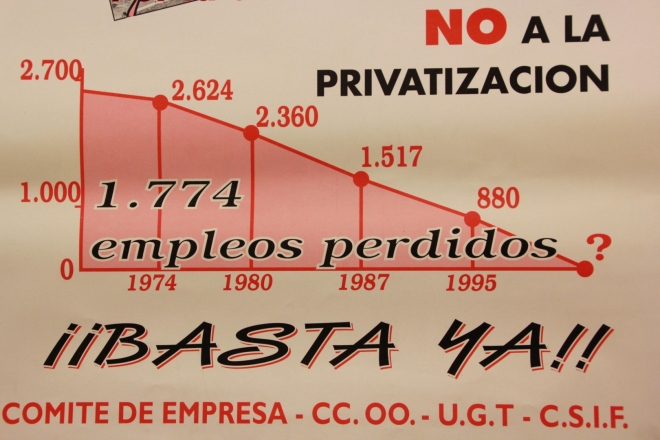 NO A LA
PRIVATIZACION
2.700
2.624
2.360
1.517
1.000
1.774
880
empleos perdidos
?
0
1974 1980 1987 1995
¡¡BASTA YA!!
COMITE DE EMPRESA - CC. OO. - U.G.T - C.S.I.F.